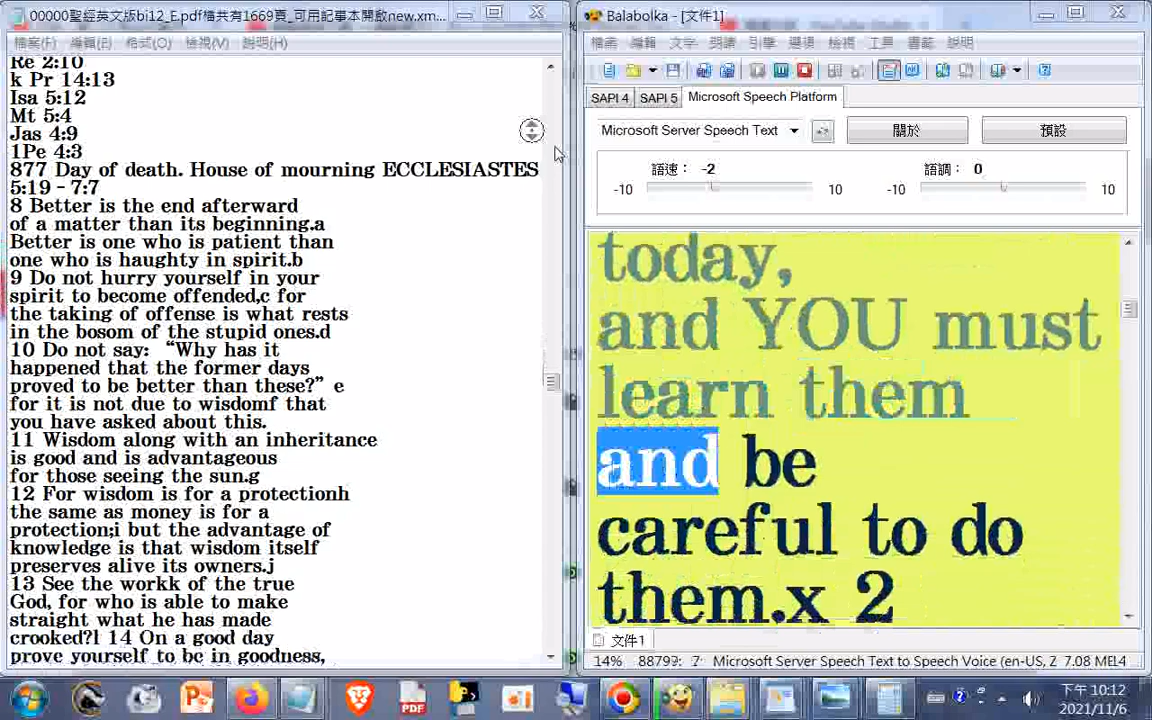 00000聖經英文版bi12_E.pdf檔共有1669頁_可用記事本開啟new.xm...
檔案(F) 編輯(E) 格式(O) 檢視(V) 說明(H)
Re 2:10
k Pr 14:13
Isa 5:12
Mt 5:4
Jas 4:9
1Pe 4:3
877 Day of death. House of mourning ECCLESIASTES
5:19 – 7:7
8 Better is the end afterward
of a matter than its beginning.a
Better is one who is patient than
one who is haughty in spirit.b
9 Do not hurry yourself in your
spirit to become offended,c for
the taking of offense is what rests
in the bosom of the stupid ones.d
10 Do not say: “Why has it
happened that the former days
proved to be better than these?” e
for it is not due to wisdomf that
you have asked about this.
11 Wisdom along with an inheritance
is good and is advantageous
for those seeing the sun.g
12 For wisdom is for a protectionh
the same as money is for a
protection;i but the advantage of
knowledge is that wisdom itself
preserves alive its owners.j
13 See the workk of the true
God, for who is able to make
straight what he has made
crooked?l 14 On a good day
prove yourself to be in goodness,
Balabolka - [文件1]
檔案 編輯 文字 朗讀 引擎 選項 檢視 工具 書籤 說明
SAPI 4 SAPI 5 Microsoft Speech Platform
Microsoft Server Speech Text 關於 預設
語速： -2 語調： 0
-10 10 -10 10
today,
and YOU must
learn them
and be
careful to do
them.x 2
文件1
14% 88799: 7: Microsoft Server Speech Text to Speech Voice (en-US, Z 7.08 MEL4
PDF
下午 10:12
2021/11/6